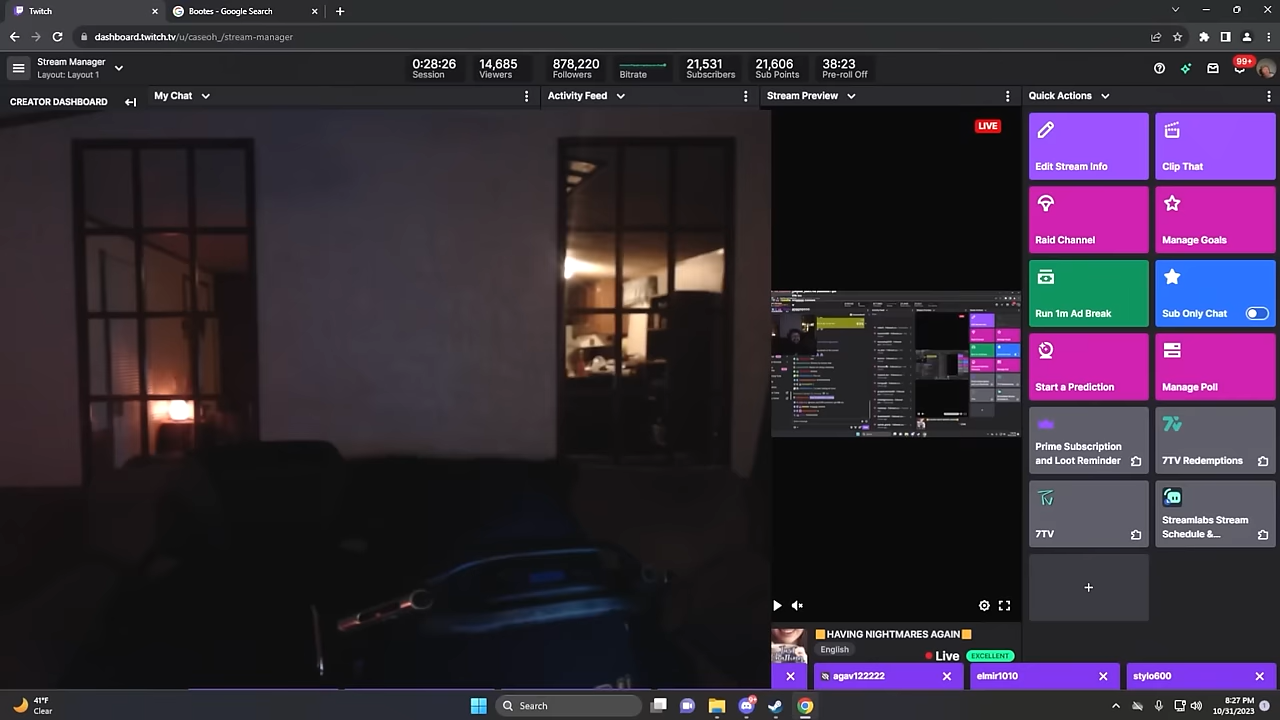 Twitch
Bootes - Google Search
dashboard.twitch.tv/u/caseoh_/stream-manager
Stream Manager
Layout: Layout 1
0:28:26
Session
14,685
Viewers
878,220
Followers
Bitrate
21,531
Subscribers
21,606
Sub Points
38:23
Pre-roll Off
99+
CREATOR DASHBOARD
My Chat
Activity Feed
Stream Preview
Quick Actions
LIVE
Edit Stream Info
Clip That
Raid Channel
Manage Goals
Run 1m Ad Break
Sub Only Chat
Start a Prediction
Manage Poll
Prime Subscription
and Loot Reminder
7TV Redemptions
7TV
Streamlabs Stream
Schedule &...
HAVING NIGHTMARES AGAIN
English
Live
EXCELLENT
agav122222
elmir1010
stylo600
41°F
Clear
Search
8:27 PM
10/31/2023